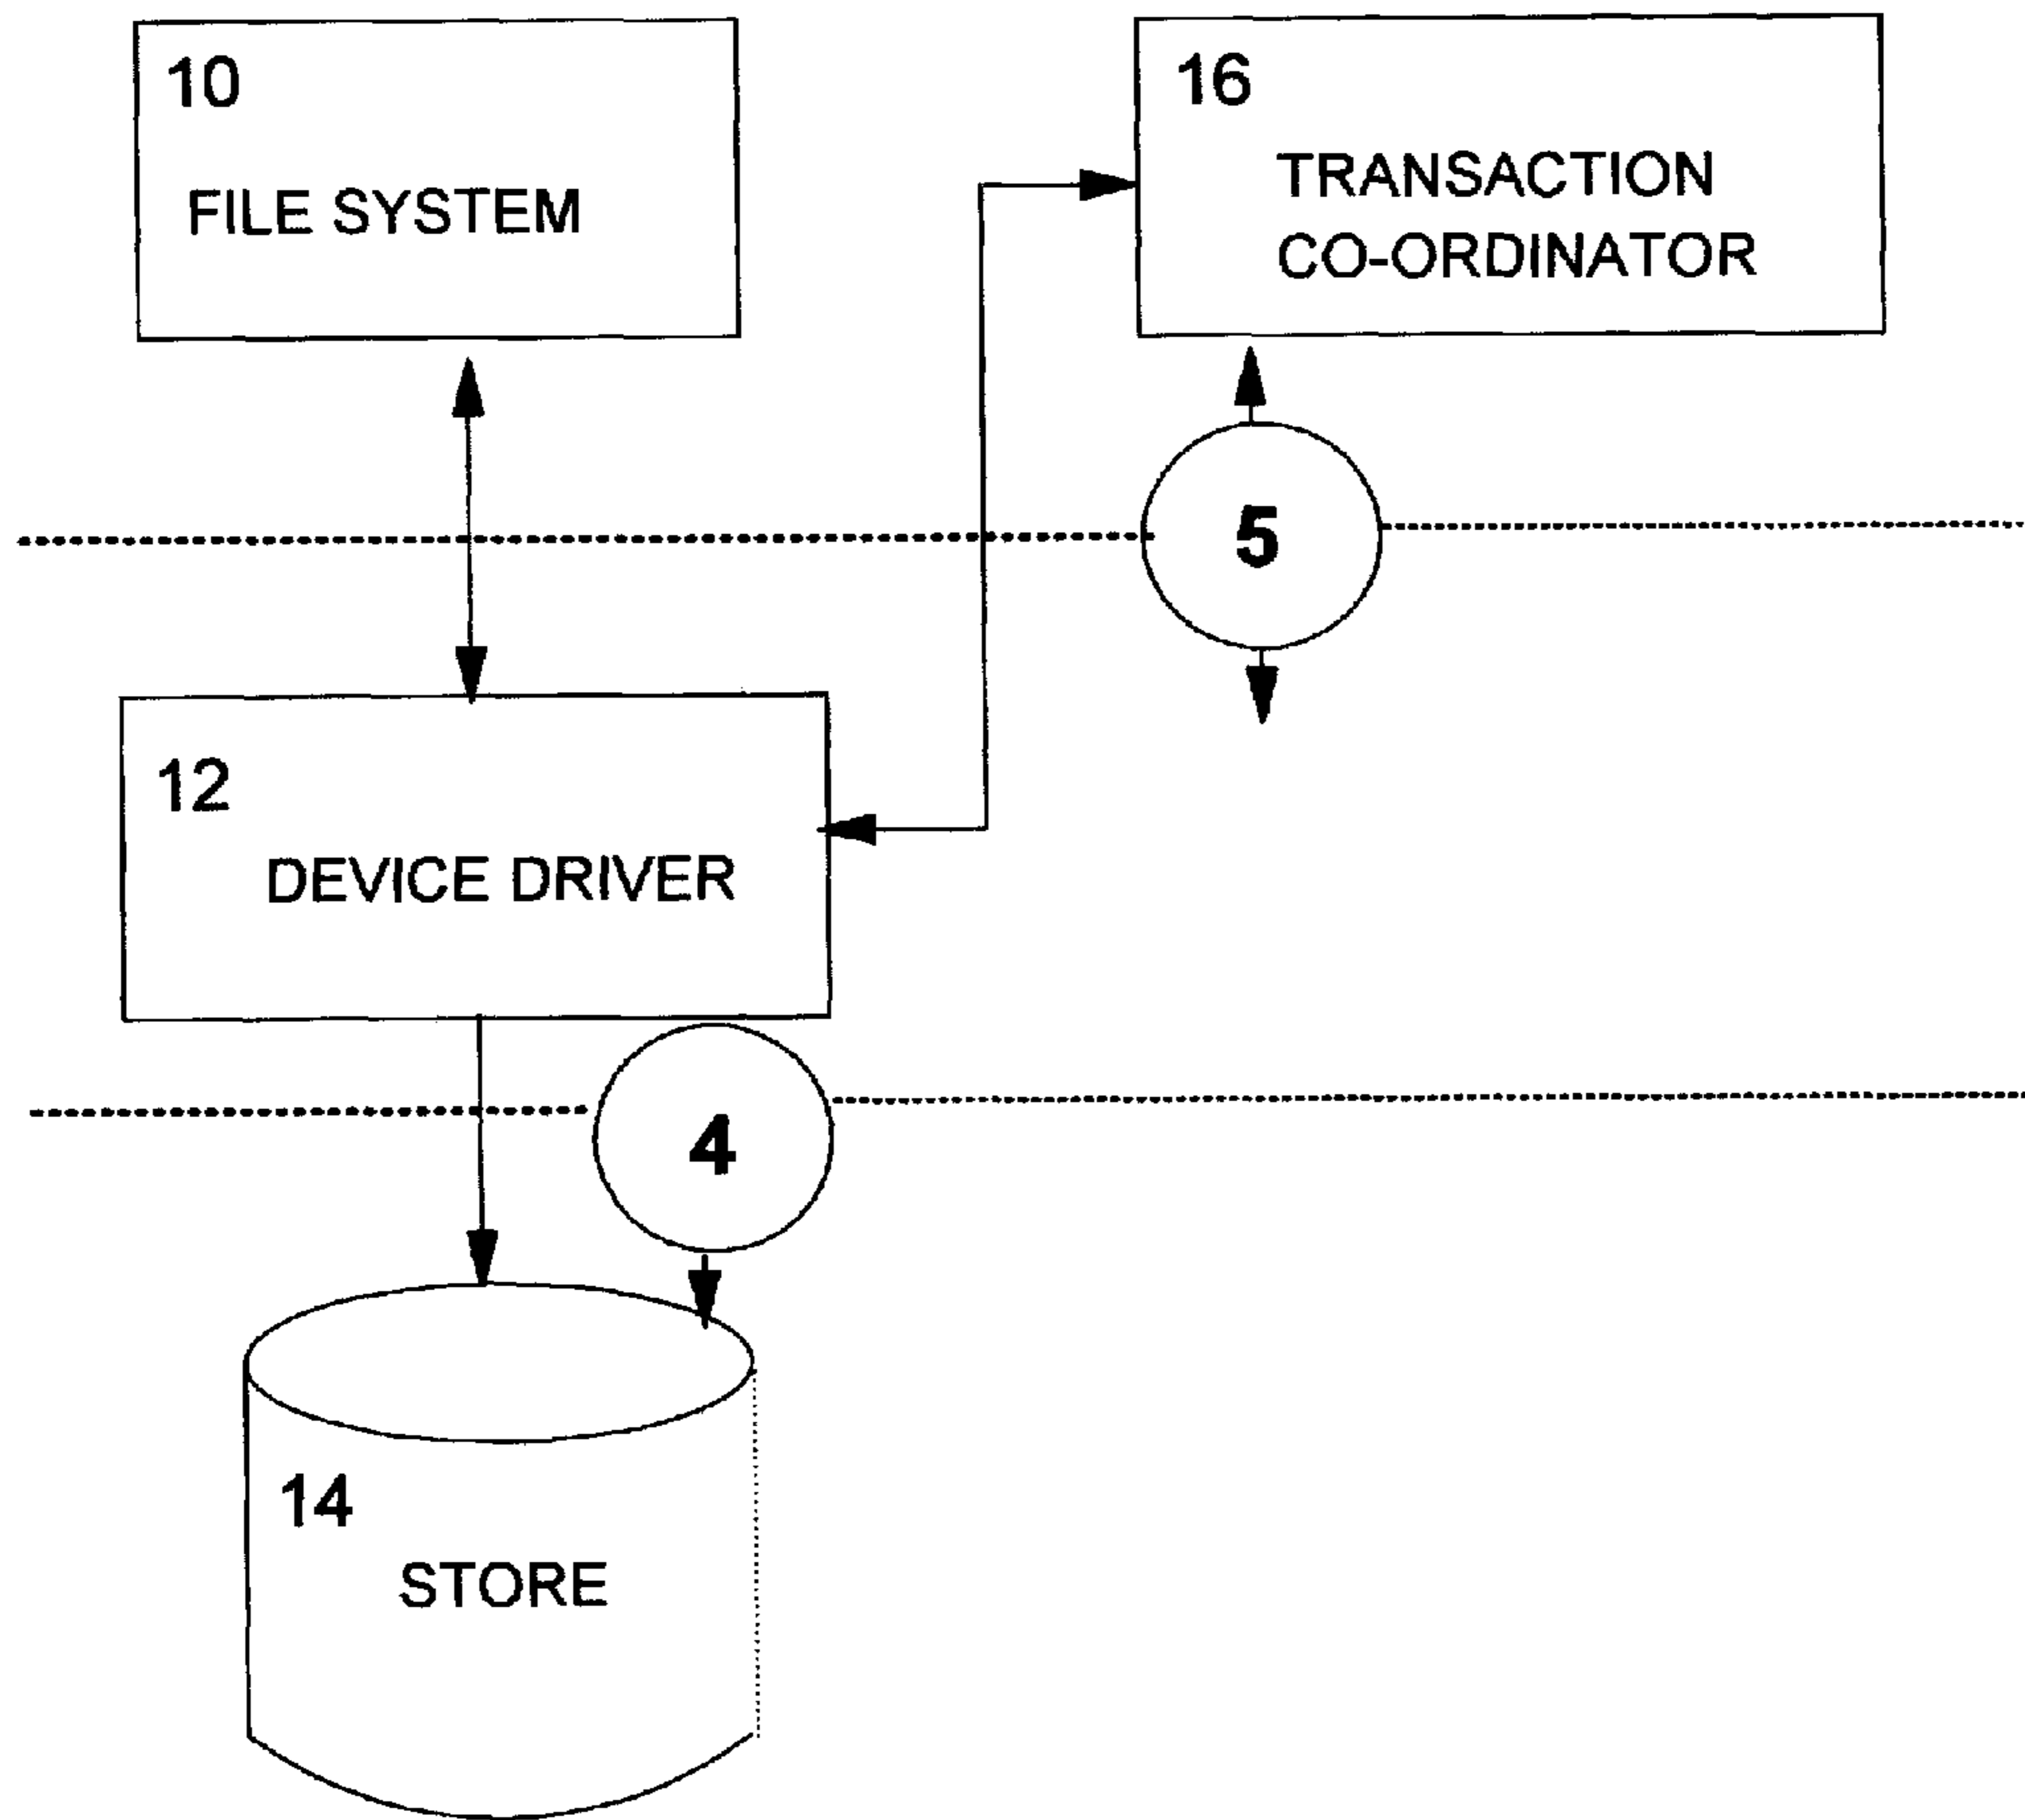 10
FILE SYSTEM
16
TRANSACTION
CO-ORDINATOR
5
12
DEVICE DRIVER
4
14
STORE